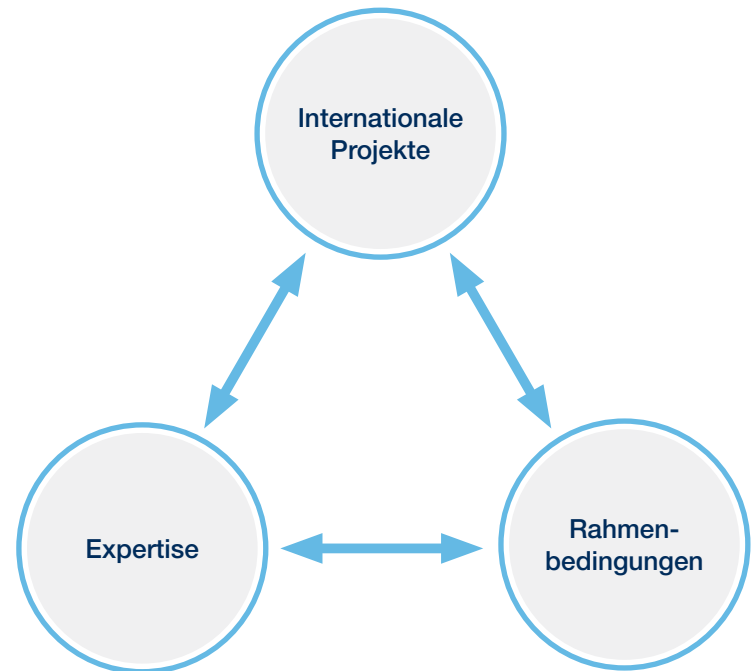 Internationale
Projekte
Expertise
Rahmen-
bedingungen